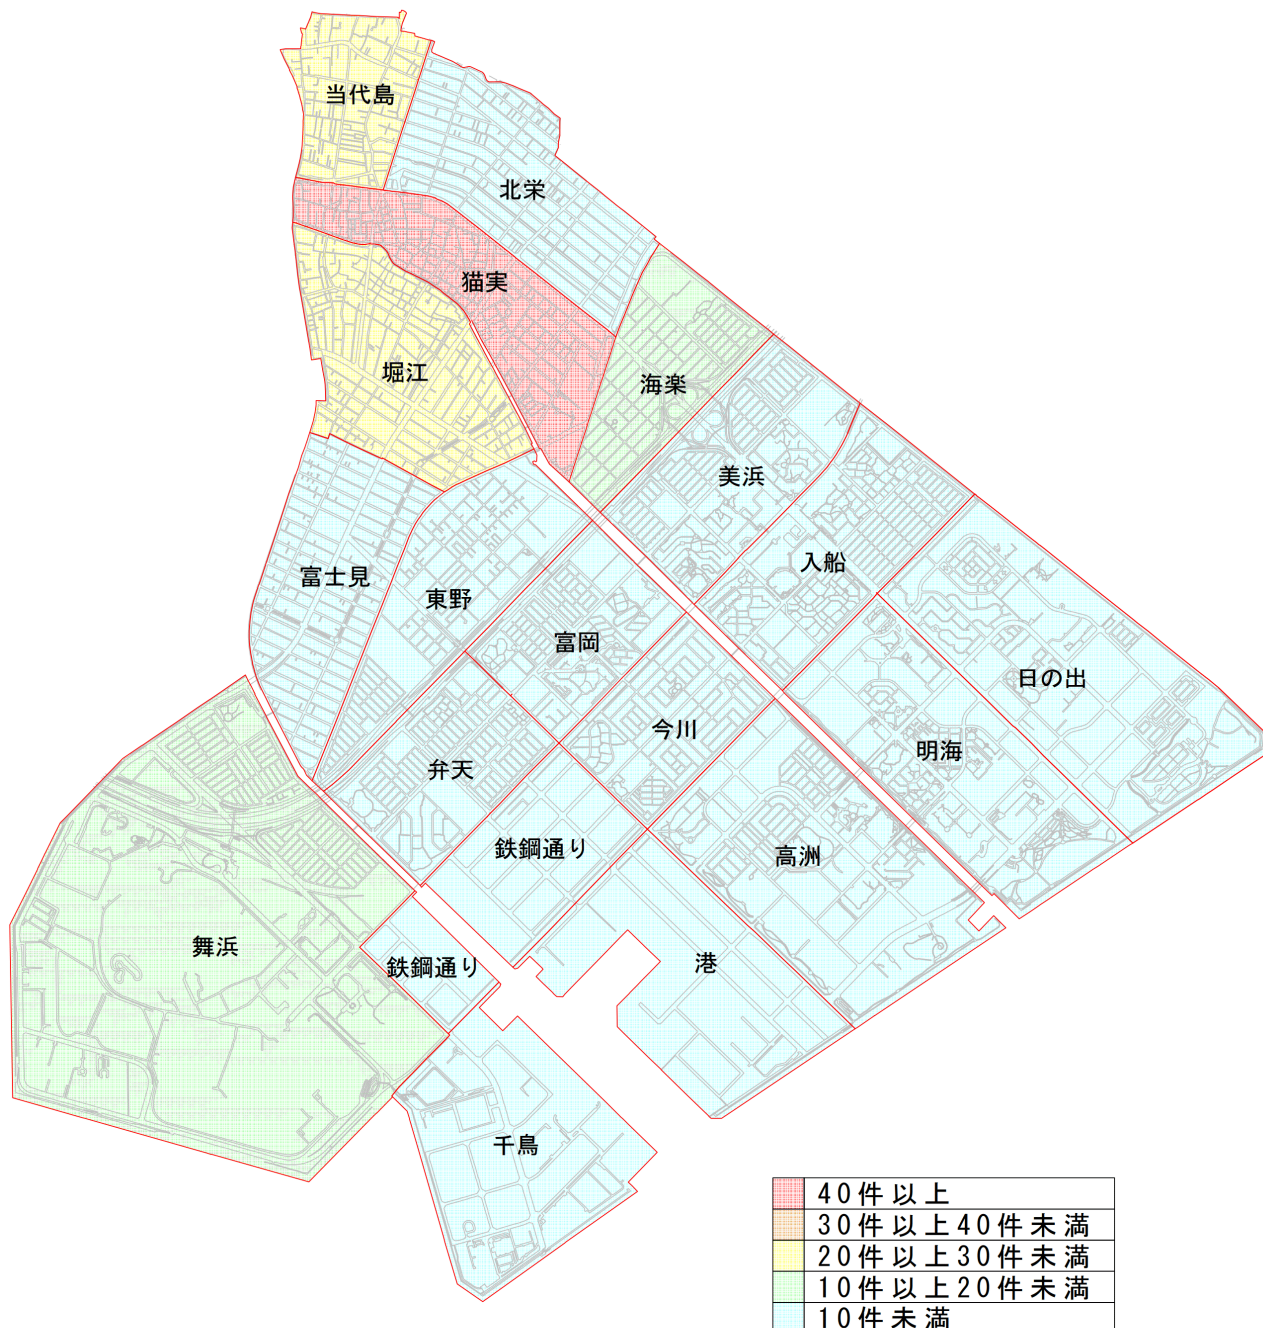 当代島
北栄
猫実
堀江
海楽
美浜
入船
富士見
東野
富岡
日の出
今川
明海
弁天
鉄鋼通り
高洲
舞浜
鉄鋼通り
港
千鳥
40件以上
30件以上40件未満
20件以上30件未満
10件以上20件未満
10件未満